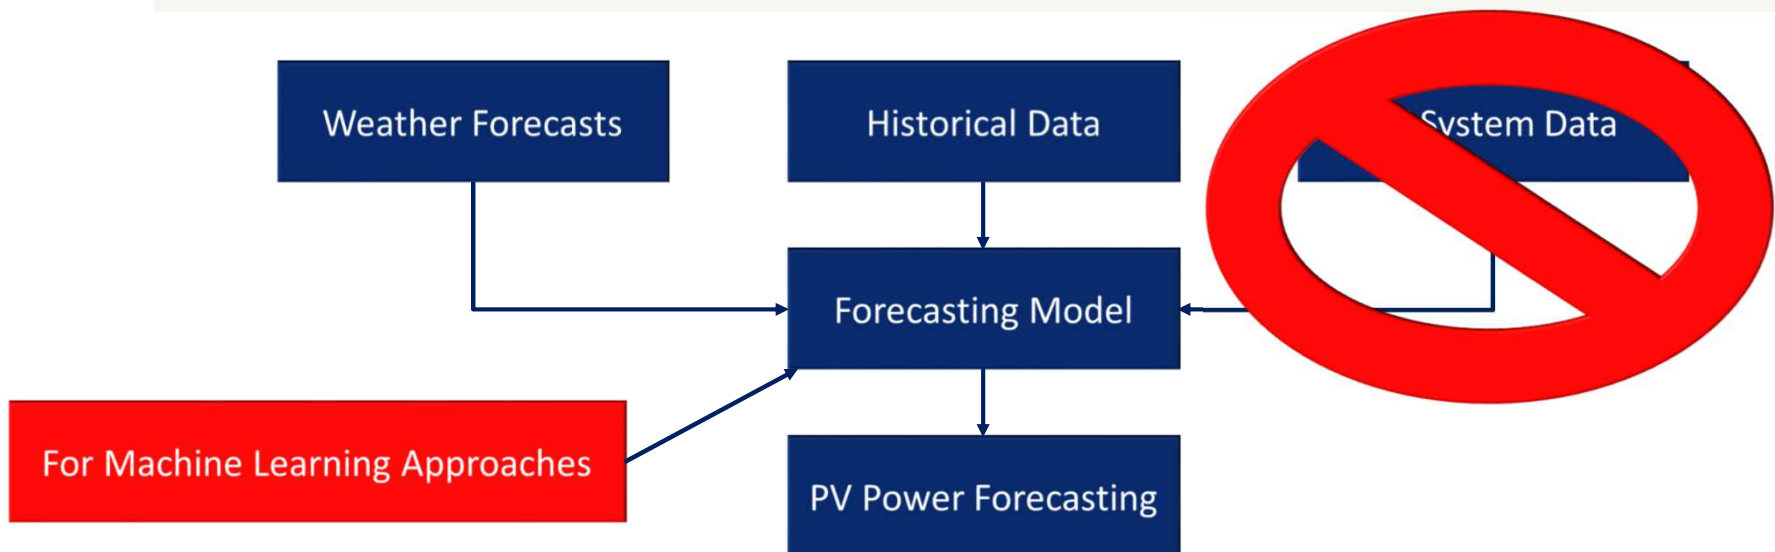 Weather Forecasts
Historical Data
System Data
Forecasting Model
For Machine Learning Approaches
PV Power Forecasting